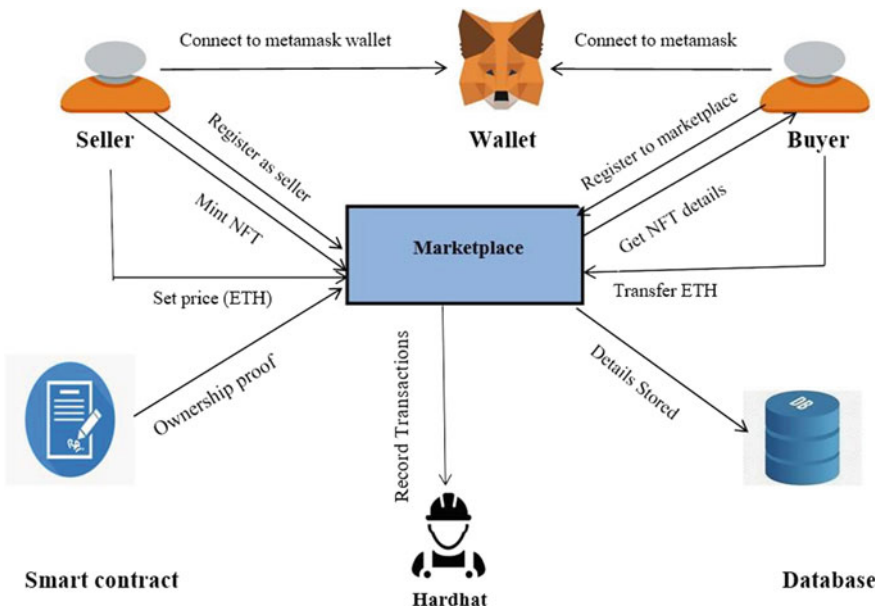 Connect to metamask wallet
Connect to metamask
Seller
Wallet
Buyer
Register as seller
Mint NFT
Set price (ETH)
Register to marketplace
Get NFT details
Transfer ETH
Marketplace
Ownership proof
Record Transactions
Details Stored
DB
Smart contract
Hardhat
Database